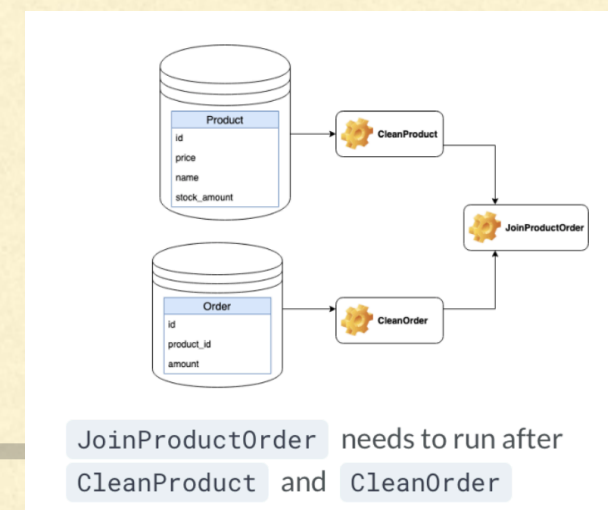 Product
id
price
name
stock_amount
CleanProduct
JoinProductOrder
Order
id
product_id
amount
CleanOrder
JoinProductOrder needs to run after
CleanProduct and CleanOrder